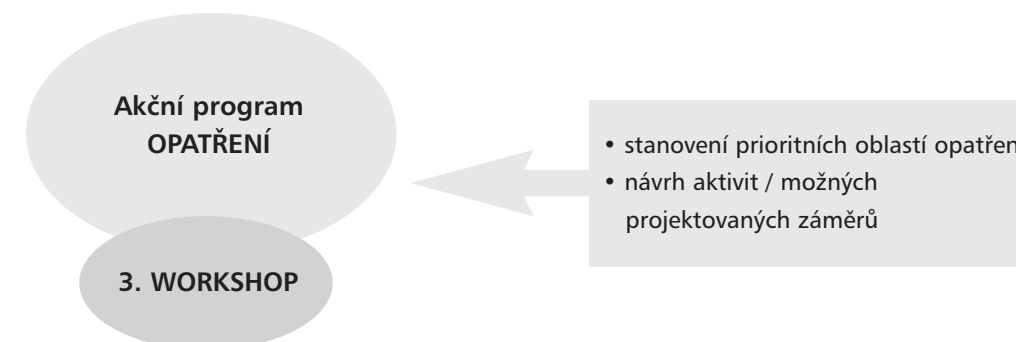 Akční program
OPATŘENÍ
• stanovení prioritních oblastí opatřen
• návrh aktivit / možných
projektovaných záměrů
3. WORKSHOP